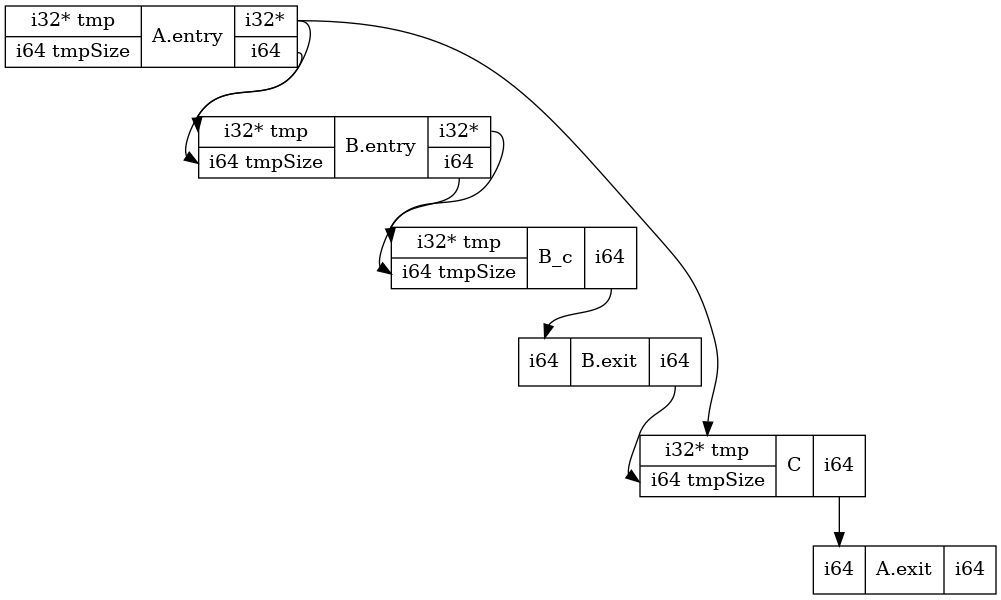 i32* tmp
i64 tmpSize
A.entry
i32*
i64
i32* tmp
i64 tmpSize
B.entry
i32*
i64
i32* tmp
i64 tmpSize
B_c
i64
i64
B.exit
i64
i32* tmp
i64 tmpSize
C
i64
i64
A.exit
i64